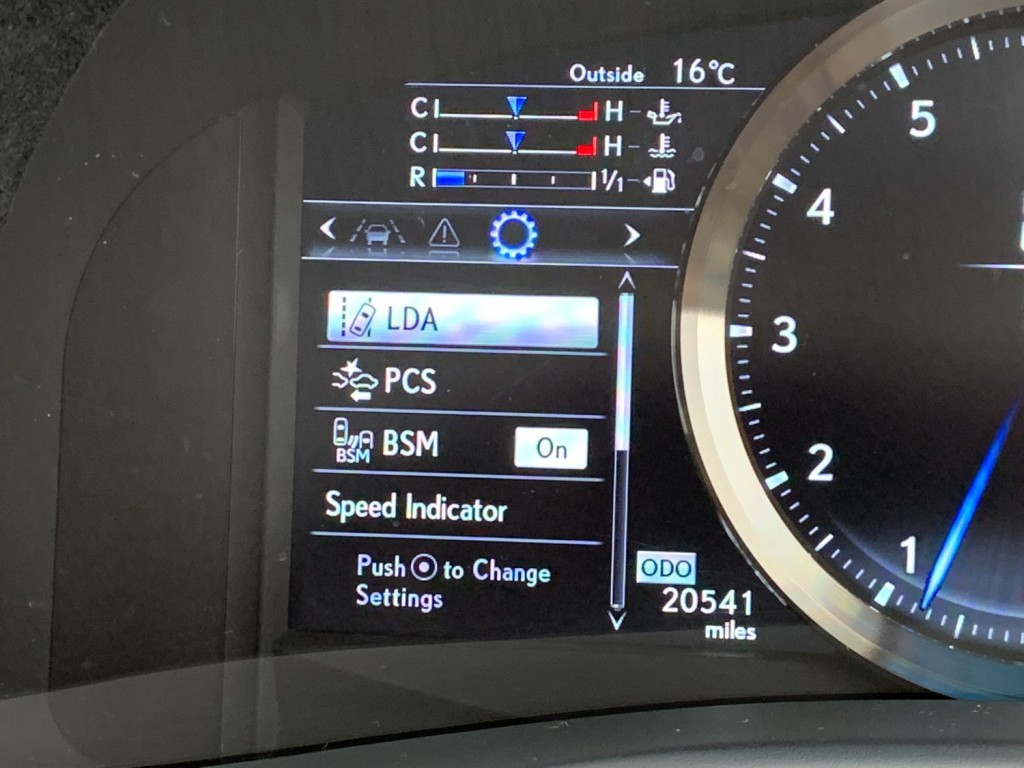 Outside 16°C
C H
C H
R 1/1
LDA
PCS
BSM BSM On
Speed Indicator
Push to Change
Settings
ODO
20541
miles
5
4
3
2
1